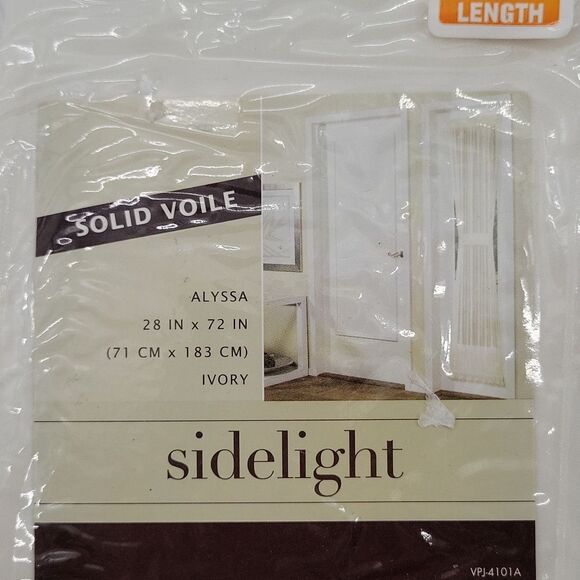 LENGTH
SOLID VOILE
ALYSSA
28 IN x 72 IN
(71 CM x 183 CM)
IVORY
sidelight
VPJ-4101A